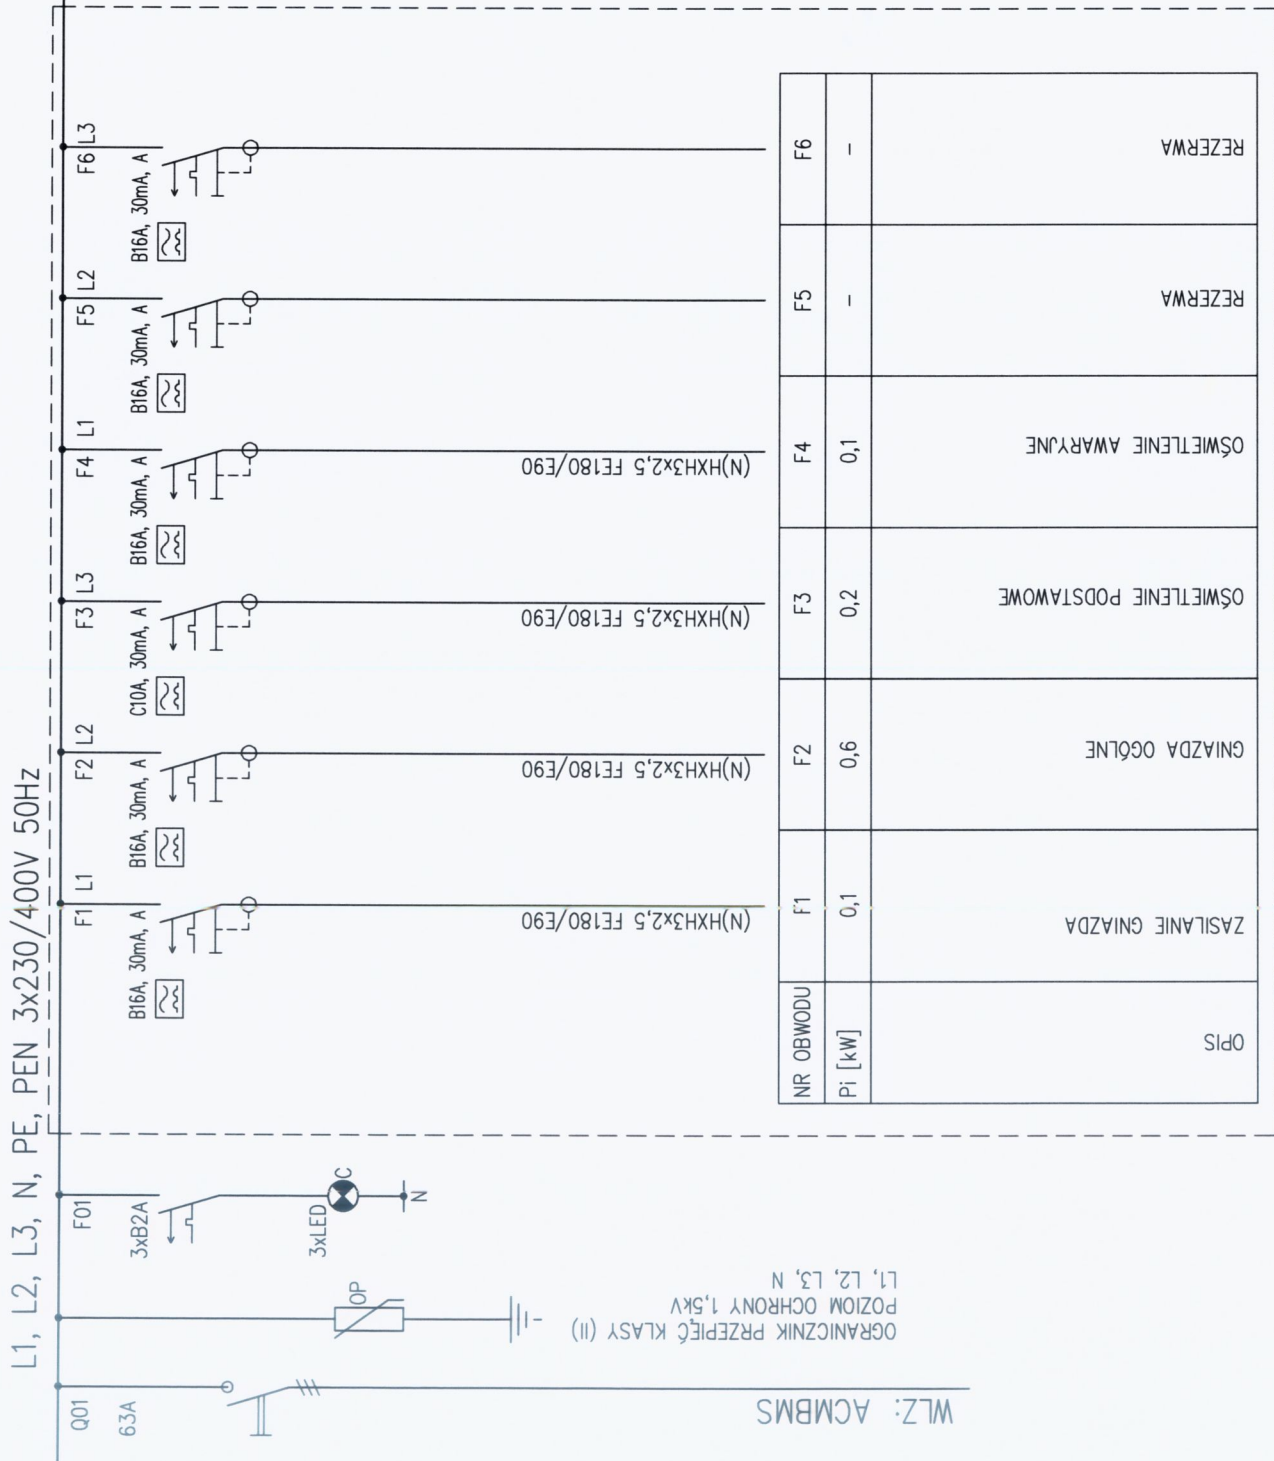 L1, L2, L3, N, PE, PEN 3x230/400V 50Hz
Q01
63A
WLZ: ACMBMS
OP
OGRANICZNIK PRZEPIĘĆ KLASY (II)
POZIOM OCHRONY 1,5kV
L1, L2, L3, N
F01
3xB2A
3xLED
C
N
F1 L1
B16A, 30mA, A
(N)HXH3x2,5 FE180/E90
F2 L2
B16A, 30mA, A
(N)HXH3x2,5 FE180/E90
F3 L3
C10A, 30mA, A
(N)HXH3x2,5 FE180/E90
F4 L1
B16A, 30mA, A
(N)HXH3x2,5 FE180/E90
F5 L2
B16A, 30mA, A
F6 L3
B16A, 30mA, A
NR OBWODU F1 F2 F3 F4 F5 F6
Pi [kW] 0,1 0,6 0,2 0,1 - -
OPIS
ZASILANIE GNIAZDA
GNIAZDA OGÓLNE
OŚWIETLENIE PODSTAWOWE
OŚWIETLENIE AWARYJNE
REZERWA
REZERWA